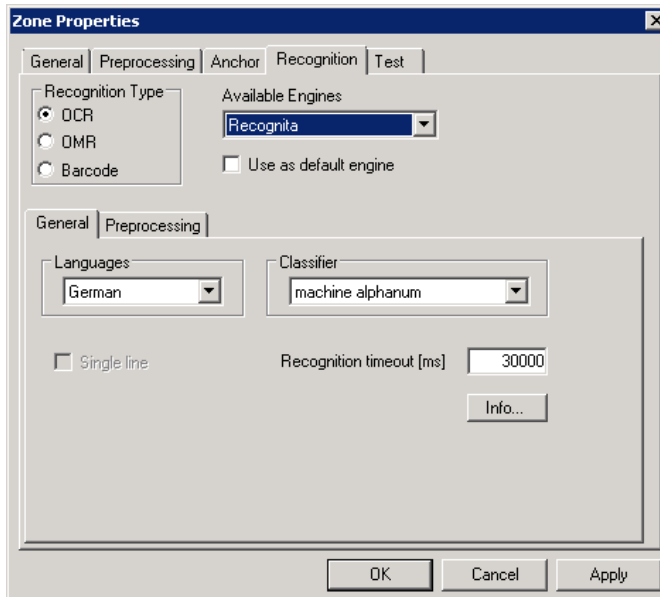 Zone Properties
General Preprocessing Anchor Recognition Test
Recognition Type
OCR
OMR
Barcode
Available Engines
Recognita
Use as default engine
General Preprocessing
Languages
German
Classifier
machine alphanum
Single line
Recognition timeout [ms] 30000
Info...
OK Cancel Apply